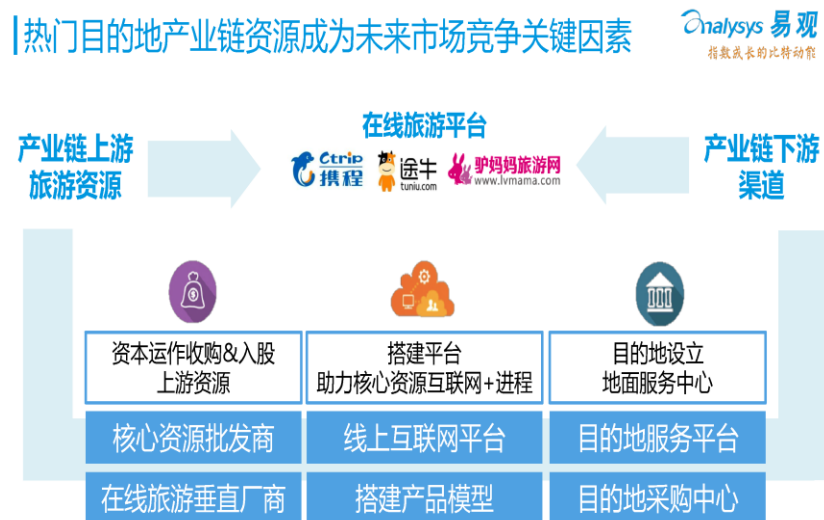 热门目的地产业链资源成为未来市场竞争关键因素
analysys 易观
指数成长的比特动能
在线旅游平台
产业链上游
旅游资源
Ctrip
携程
途牛
tuniu.com
驴妈妈旅游网
www.lvmama.com
产业链下游
渠道
资本运作收购&入股
上游资源
搭建平台
助力核心资源互联网+进程
目的地设立
地面服务中心
核心资源批发商
线上互联网平台
目的地服务平台
在线旅游垂直厂商
搭建产品模型
目的地采购中心